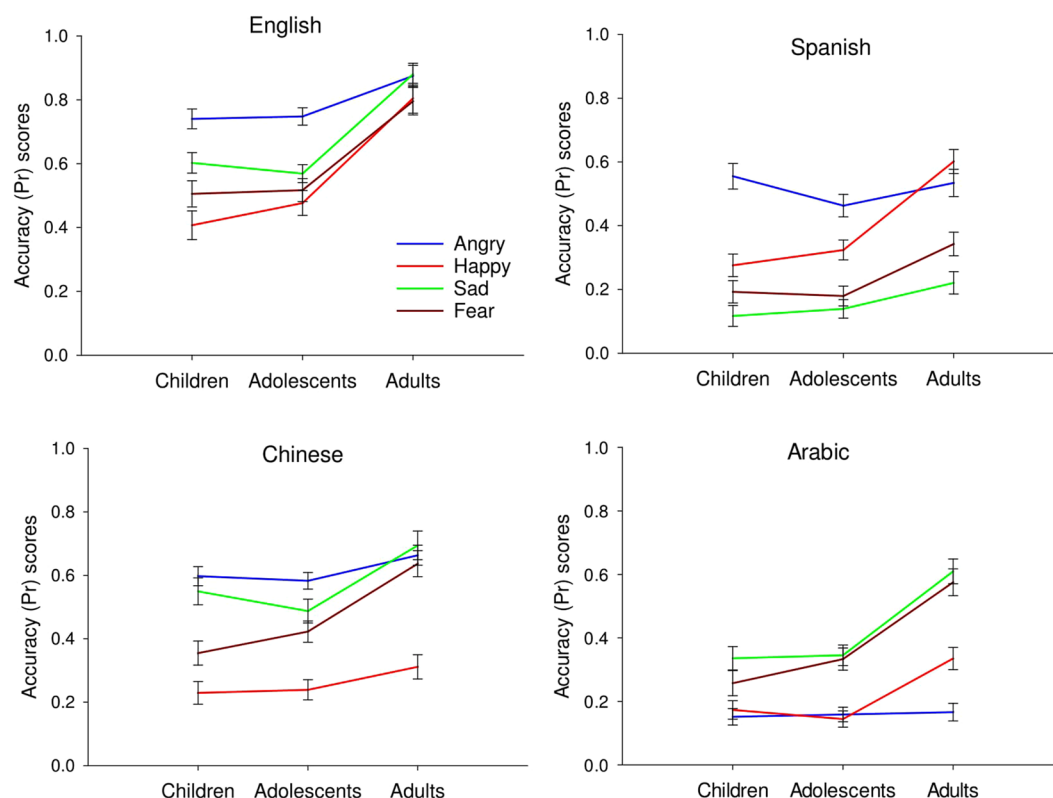 English
1.0
0.8
0.6
0.4
0.2
0.0
Accuracy (Pr) scores
Angry
Happy
Sad
Fear
Children Adolescents Adults
Spanish
1.0
0.8
0.6
0.4
0.2
0.0
Accuracy (Pr) scores
Children Adolescents Adults
Chinese
1.0
0.8
0.6
0.4
0.2
0.0
Accuracy (Pr) scores
Children Adolescents Adults
Arabic
1.0
0.8
0.6
0.4
0.2
0.0
Accuracy (Pr) scores
Children Adolescents Adults